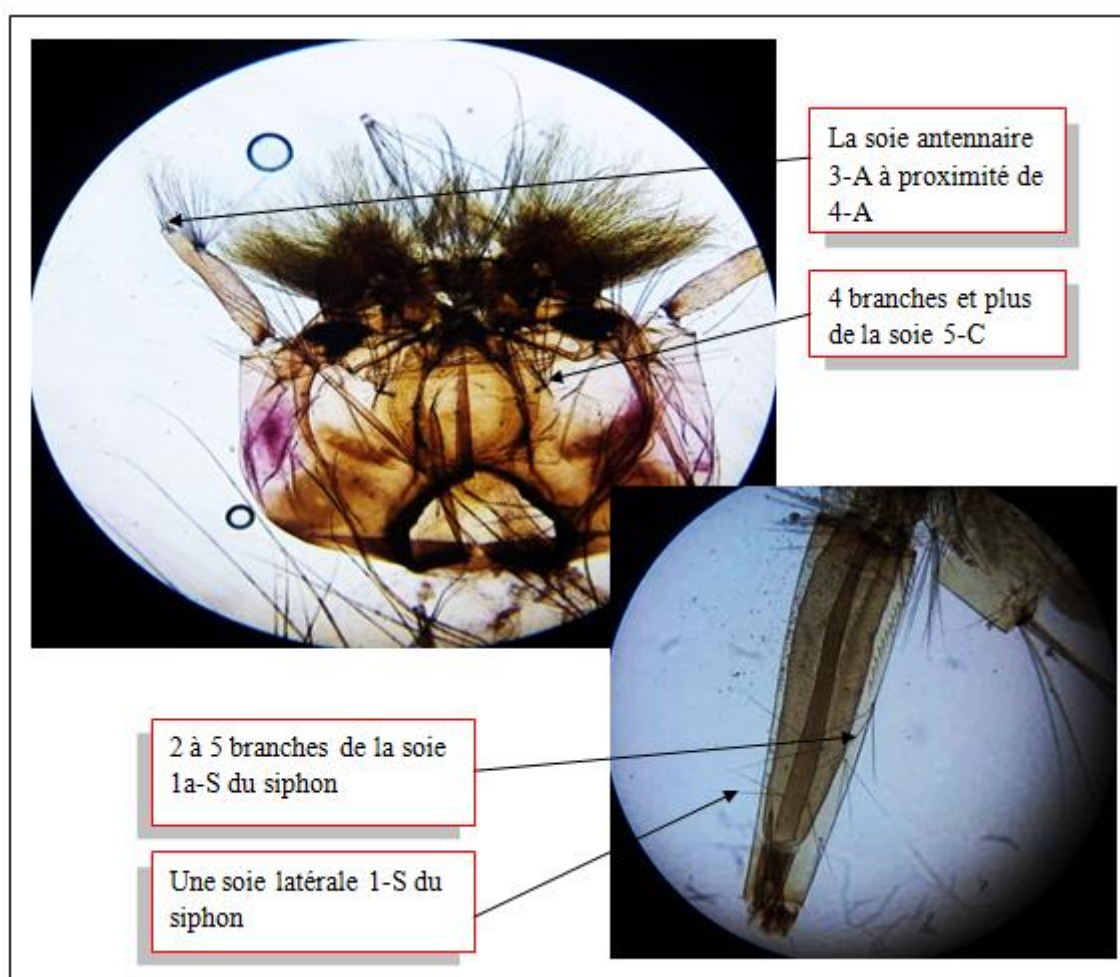 La soie antennaire
3-A à proximité de
4-A
4 branches et plus
de la soie 5-C
2 à 5 branches de la soie
1a-S du siphon
Une soie latérale 1-S du
siphon